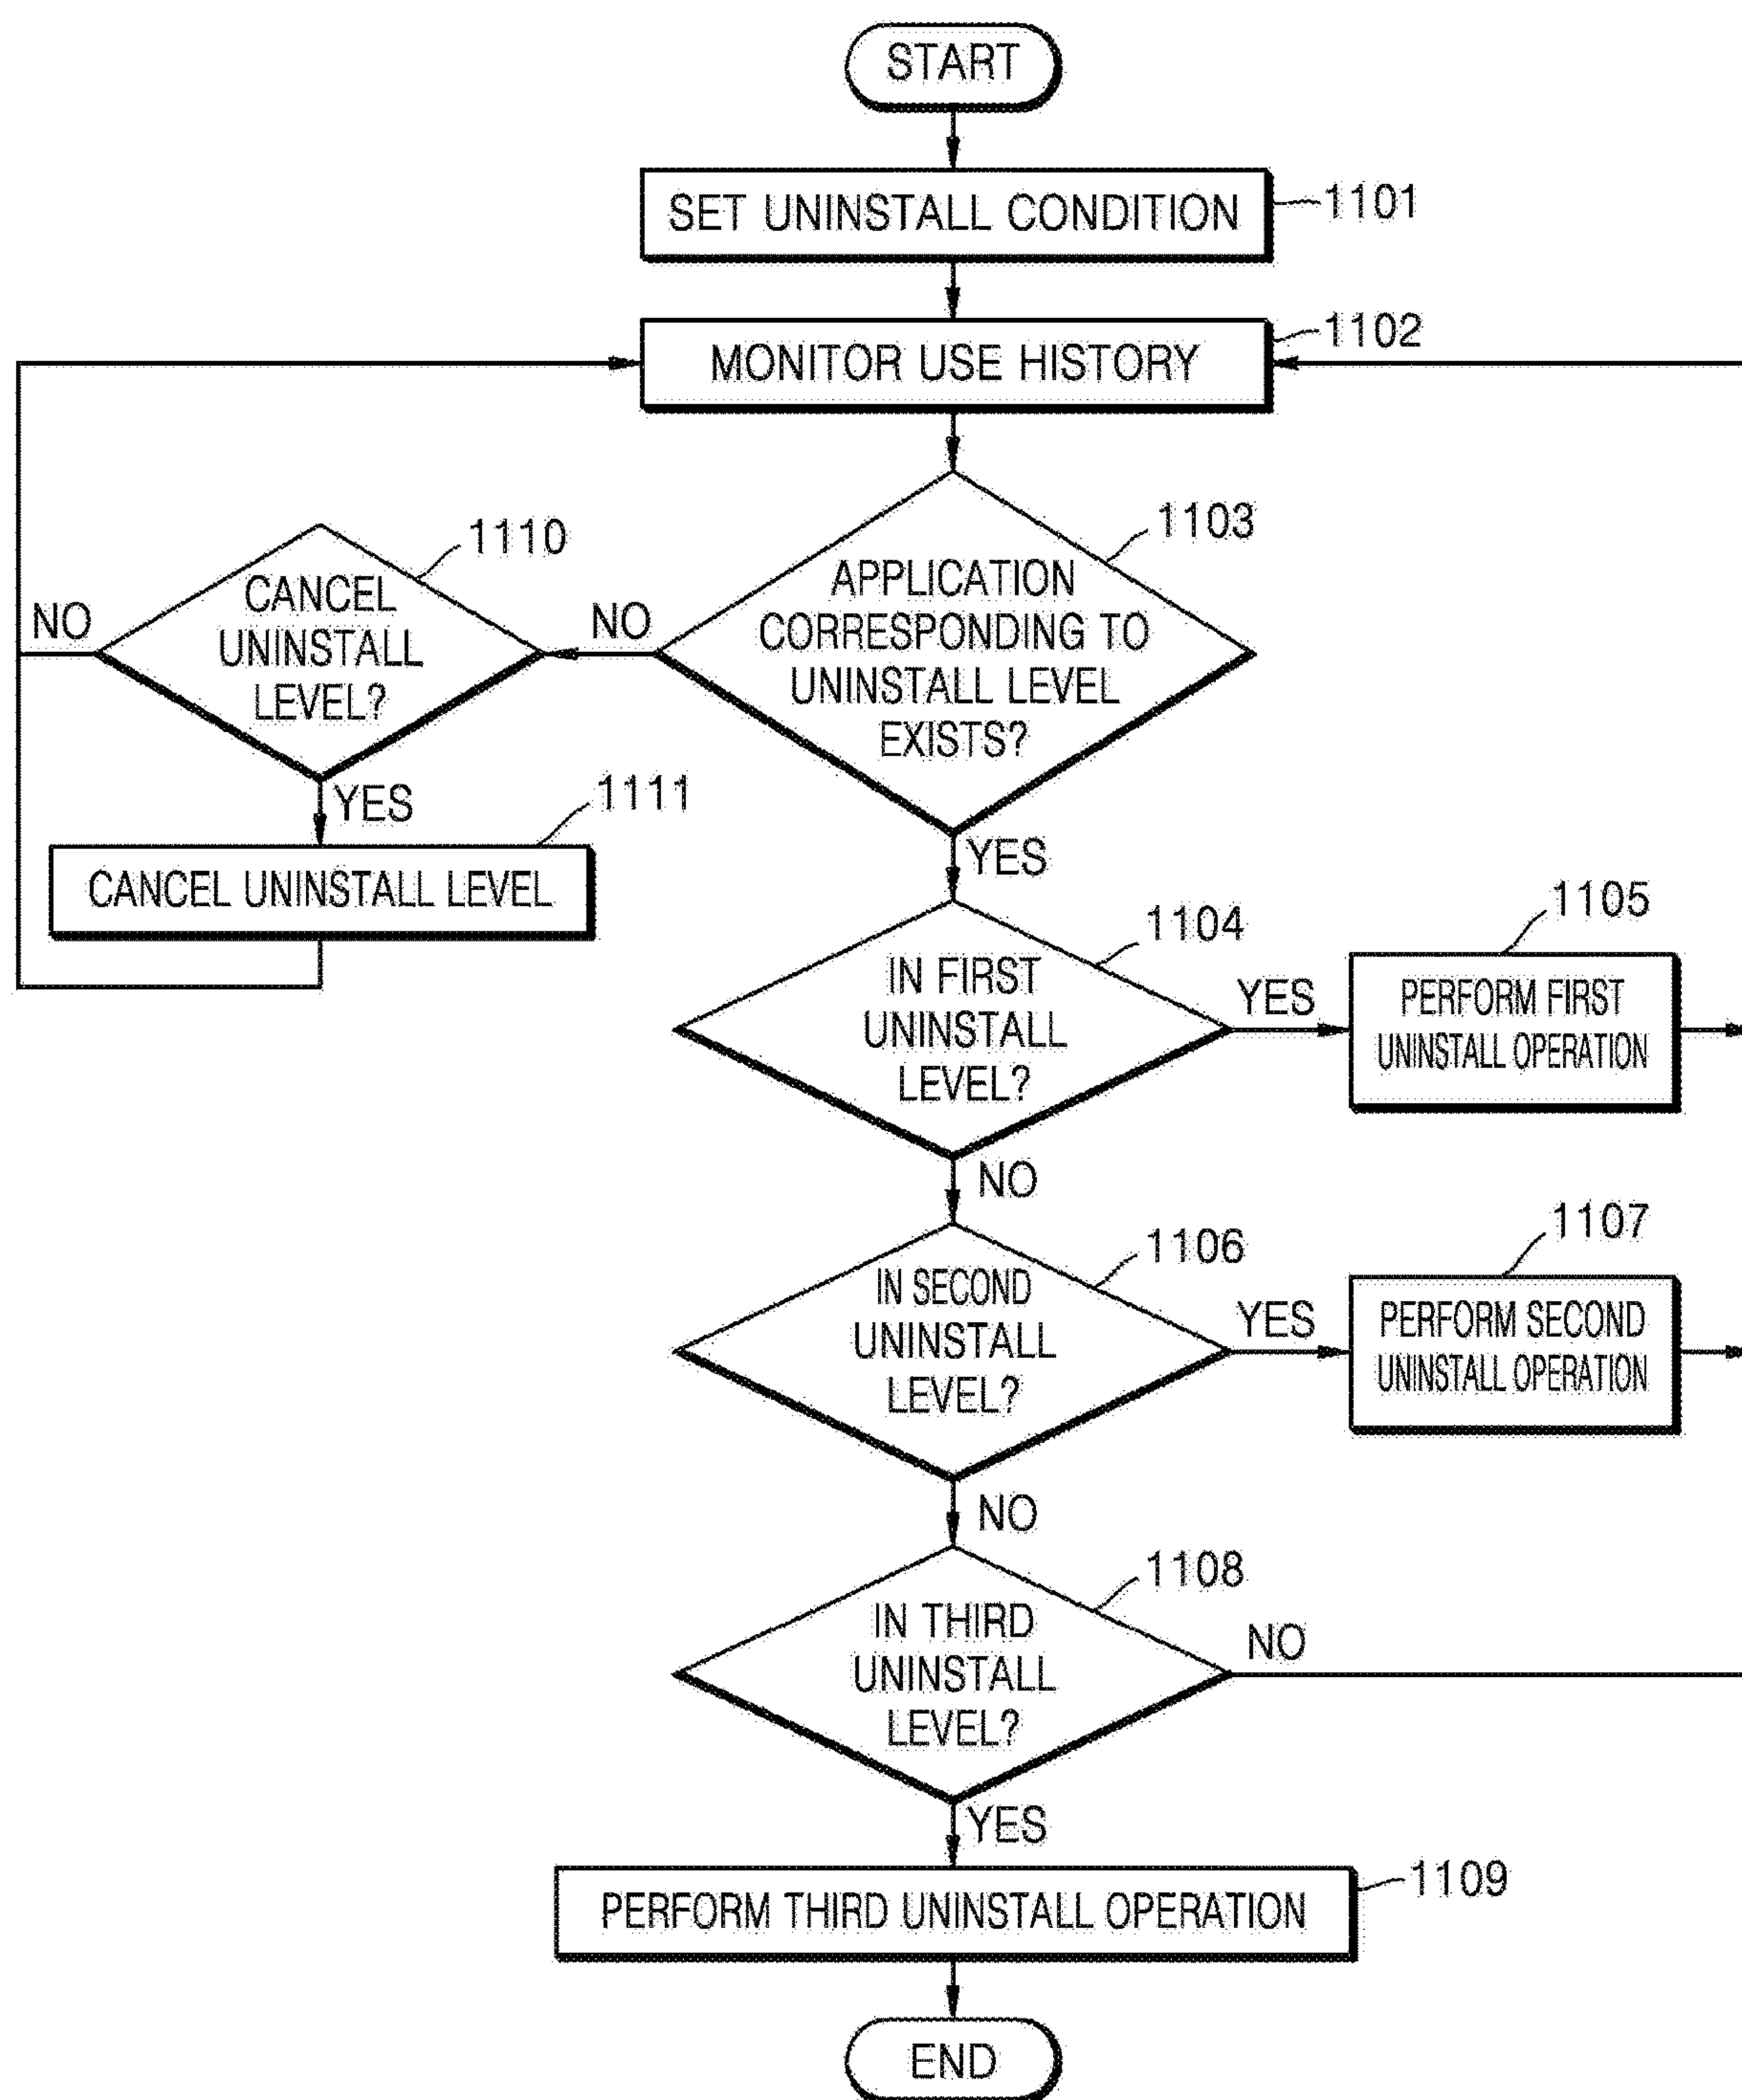 START
SET UNINSTALL CONDITION
1101
MONITOR USE HISTORY
1102
APPLICATION
CORRESPONDING TO
UNINSTALL LEVEL
EXISTS?
1103
NO
CANCEL
UNINSTALL
LEVEL?
1110
NO
YES
CANCEL UNINSTALL LEVEL
1111
YES
IN FIRST
UNINSTALL
LEVEL?
1104
YES
PERFORM FIRST
UNINSTALL OPERATION
1105
NO
IN SECOND
UNINSTALL
LEVEL?
1106
YES
PERFORM SECOND
UNINSTALL OPERATION
1107
NO
IN THIRD
UNINSTALL
LEVEL?
1108
NO
YES
PERFORM THIRD UNINSTALL OPERATION
1109
END